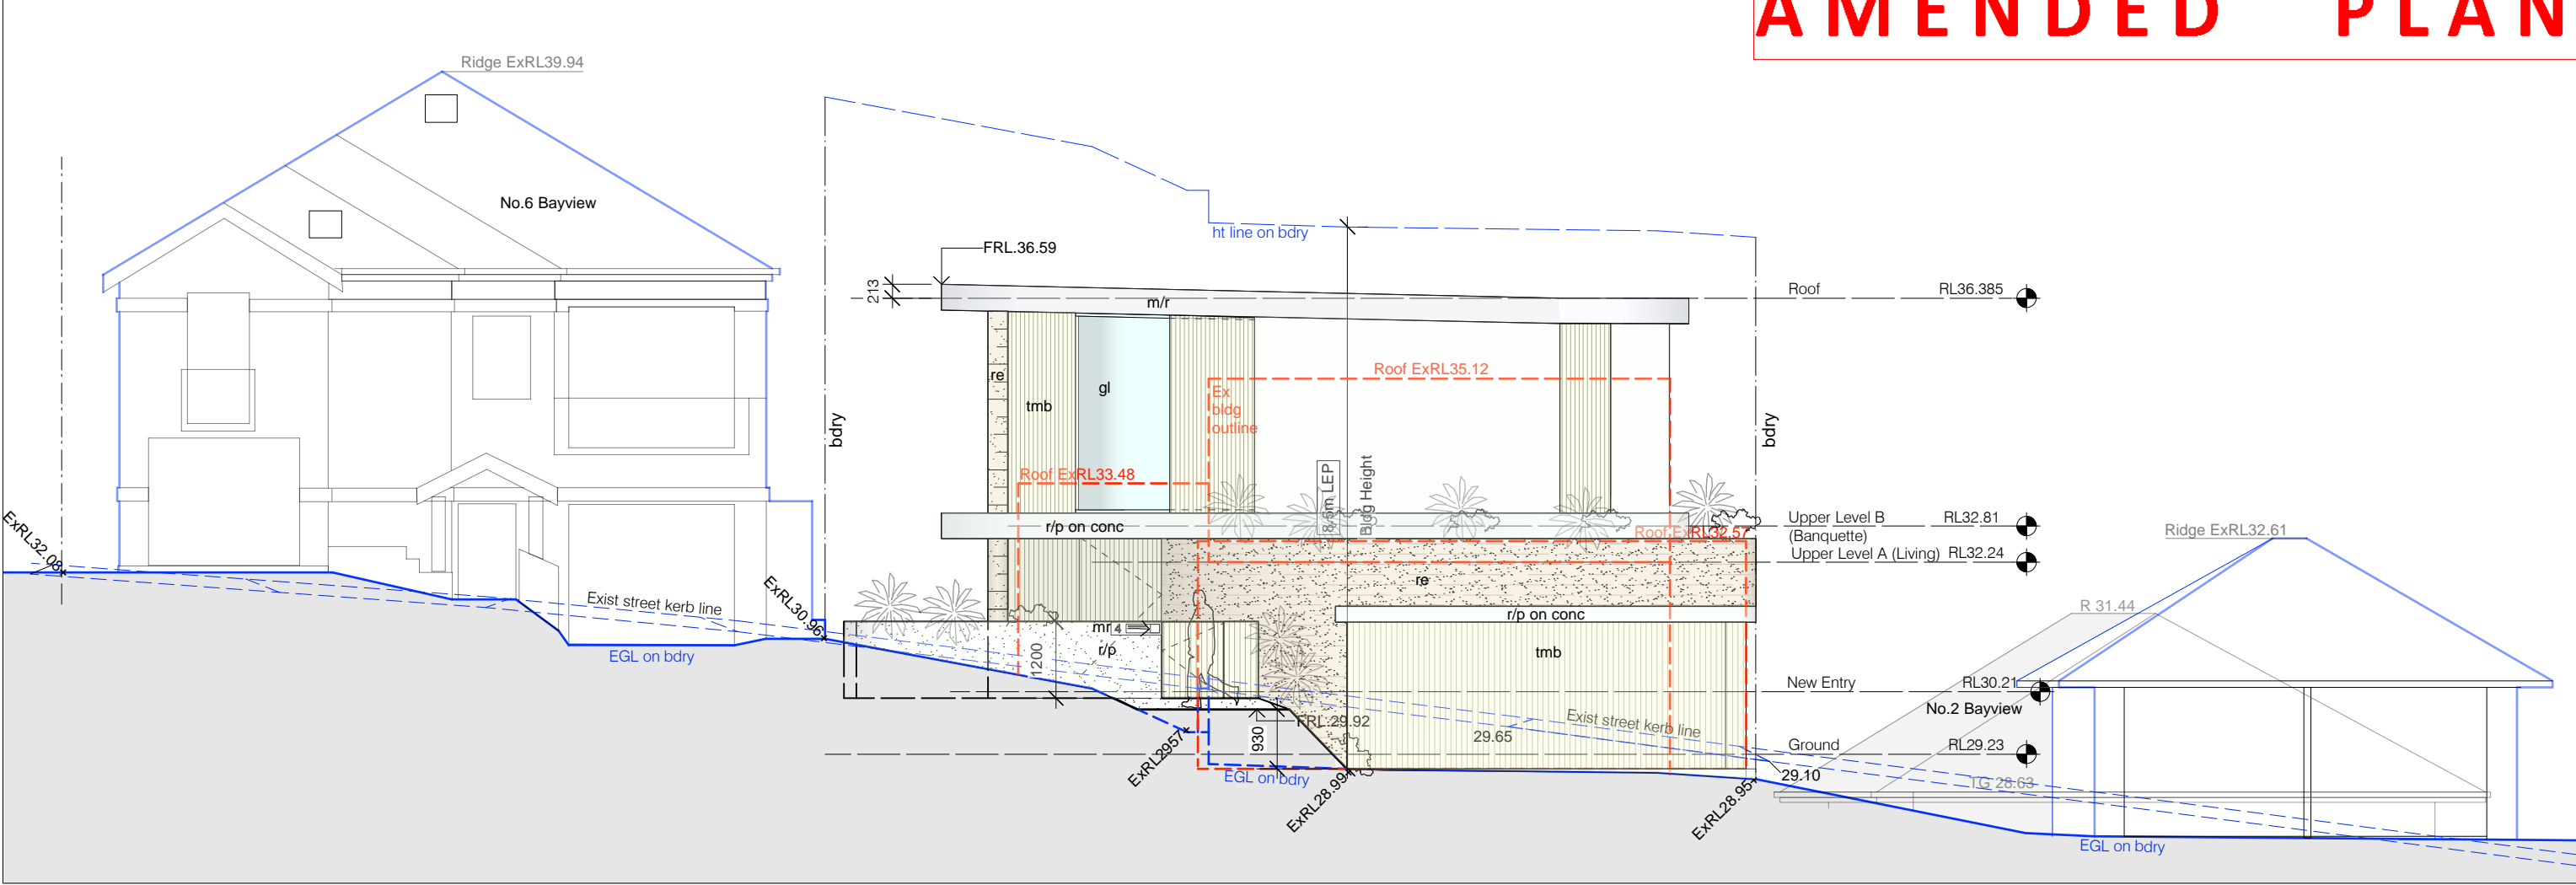 AMENDED PLAN
Ridge ExRL39.94
No.6 Bayview
ht line on bdry
FRL.36.59
213
m/r
Roof RL36.385
Roof ExRL35.12
Ex
bldg
outline
re
gl
tmb
bdry
bdry
Roof ExRL33.48
8.5m LEP
Bldg Height
r/p on conc
Upper Level B RL32.81
(Banquette)
Roof ExRL32.57
Upper Level A (Living) RL32.24
Ridge ExRL32.61
ExRL32.08
ExRL30.96
Exist street kerb line
EGL on bdry
re
r/p on conc
R 31.44
mr 4
r/p
1200
tmb
New Entry RL30.21
No.2 Bayview
FRL.29.92
Exist street kerb line
29.65
930
Ground RL29.23
ExRL2957
EGL on bdry
29.10
TG 28.63
ExRL28.99
ExRL28.95
EGL on bdry